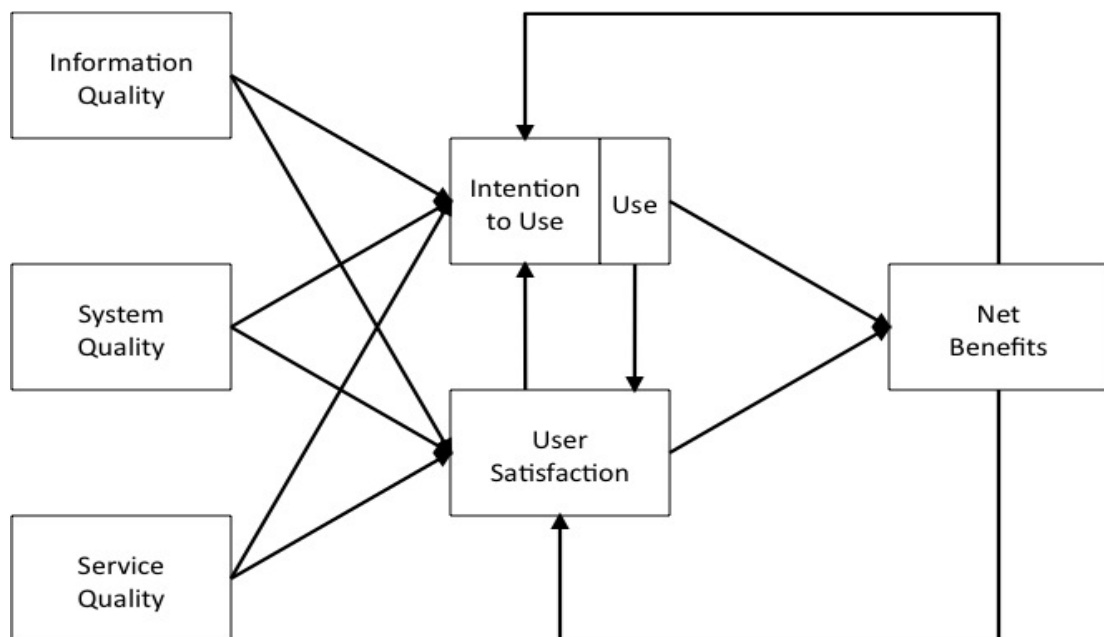 Information
Quality
Intention
to Use
Use
System
Quality
Net
Benefits
User
Satisfaction
Service
Quality